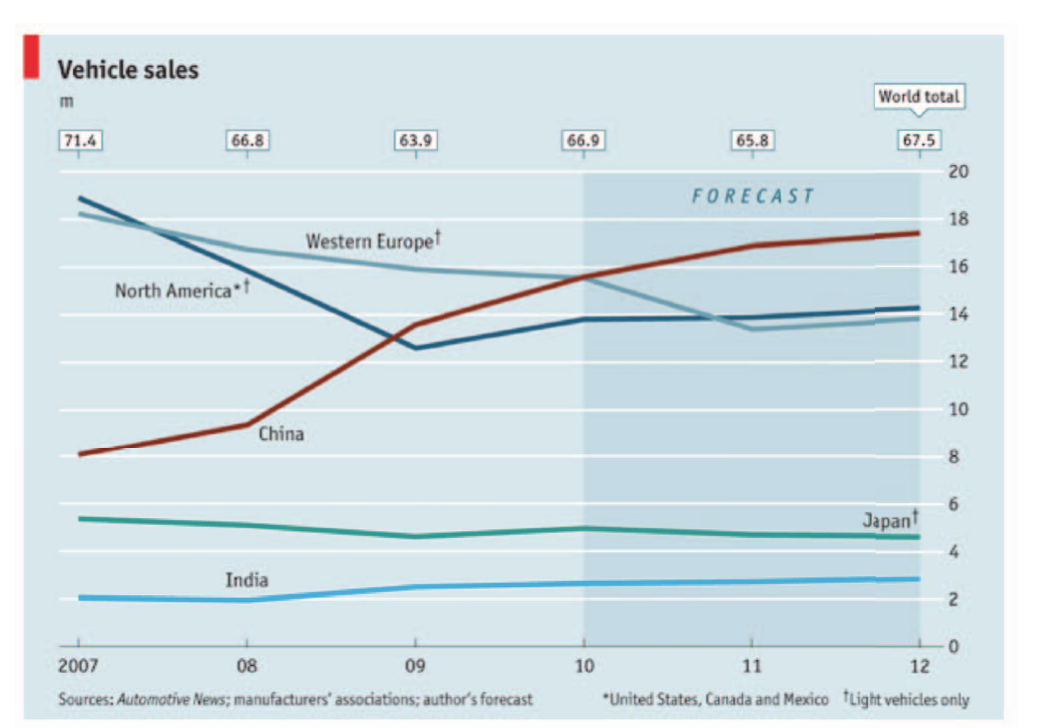 Vehicle sales
m
World total
71.4 66.8 63.9 66.9 65.8 67.5
20
FORECAST
18
Western Europe†
16
North America*†
14
12
10
China
8
6
Japan†
4
India
2
0
2007 08 09 10 11 12
Sources: Automotive News; manufacturers' associations; author's forecast *United States, Canada and Mexico †Light vehicles only